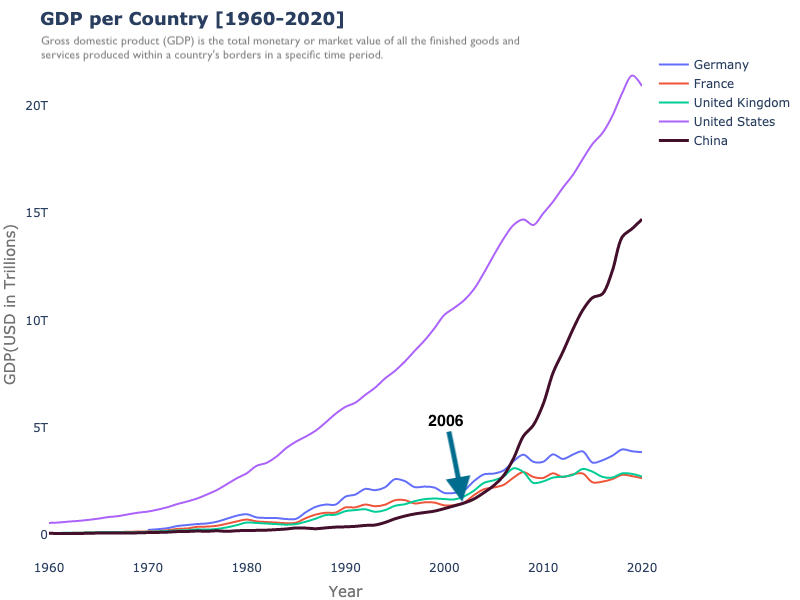 GDP per Country [1960-2020]
Gross domestic product (GDP) is the total monetary or market value of all the finished goods and
services produced within a country's borders in a specific time period.
Germany
France
United Kingdom
United States
China
20T
15T
10T
5T
0
GDP(USD in Trillions)
2006
1960
1970
1980
1990
2000
2010
2020
Year